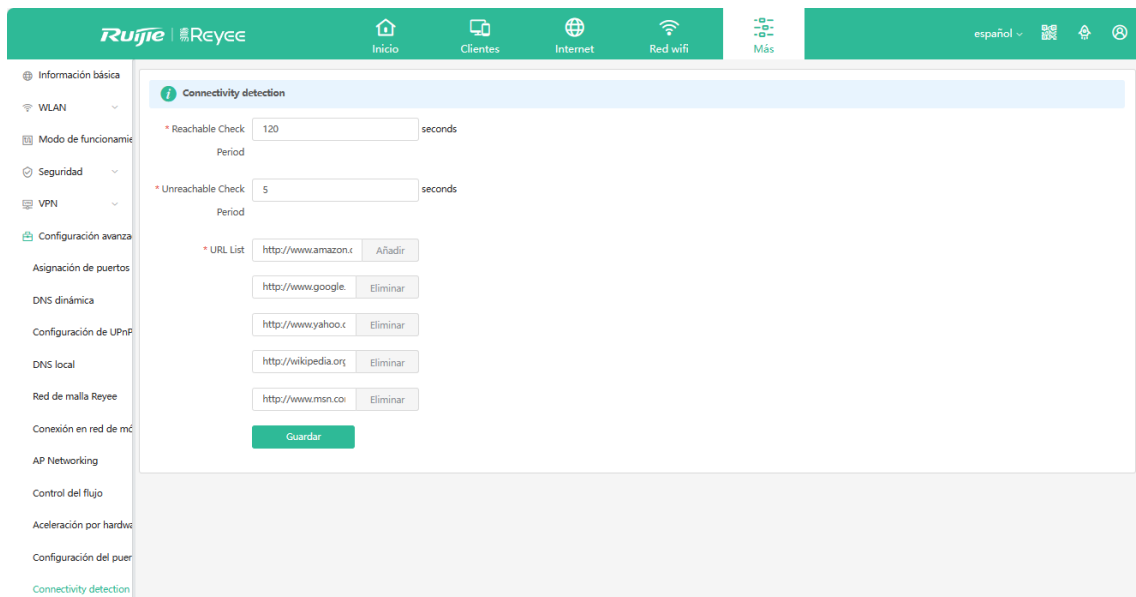 Ruijie | Reyee
Inicio
Clientes
Internet
Red wifi
Más
español
Información básica
WLAN
Modo de funcionamie
Seguridad
VPN
Configuración avanza
Asignación de puertos
DNS dinámica
Configuración de UPnP
DNS local
Red de malla Reyee
Conexión en red de mó
AP Networking
Control del flujo
Aceleración por hardwa
Configuración del puer
Connectivity detection
Connectivity detection
* Reachable Check Period
120
seconds
* Unreachable Check Period
5
seconds
* URL List
http://www.amazon.c
Añadir
http://www.google.
Eliminar
http://www.yahoo.c
Eliminar
http://wikipedia.org
Eliminar
http://www.msn.co
Eliminar
Guardar